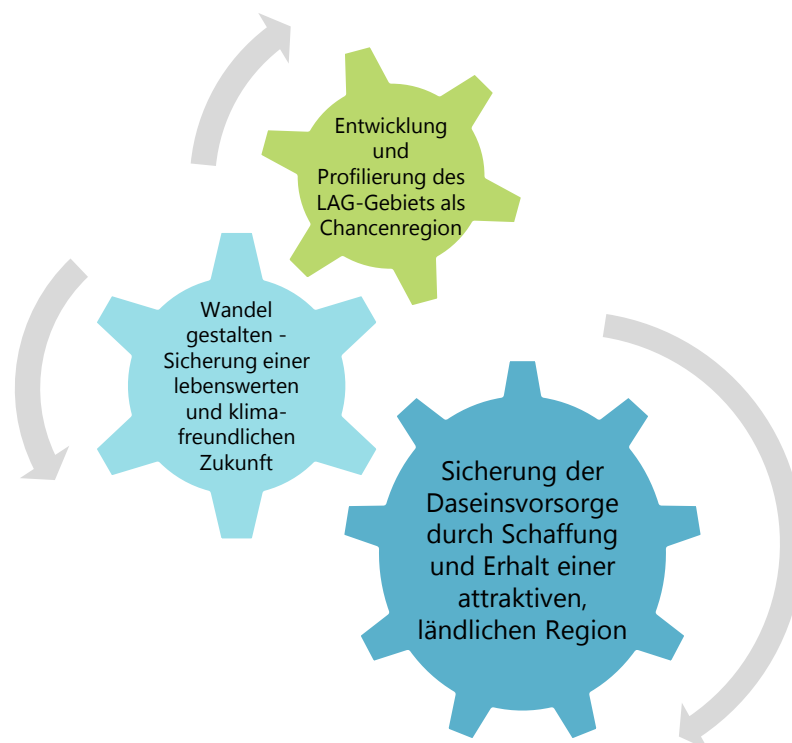 Entwicklung
und
Profilierung des
LAG-Gebiets als
Chancenregion
Wandel
gestalten -
Sicherung einer
lebenswerten
und klima-
freundlichen
Zukunft
Sicherung der
Daseinsvorsorge
durch Schaffung
und Erhalt einer
attraktiven,
ländlichen Region